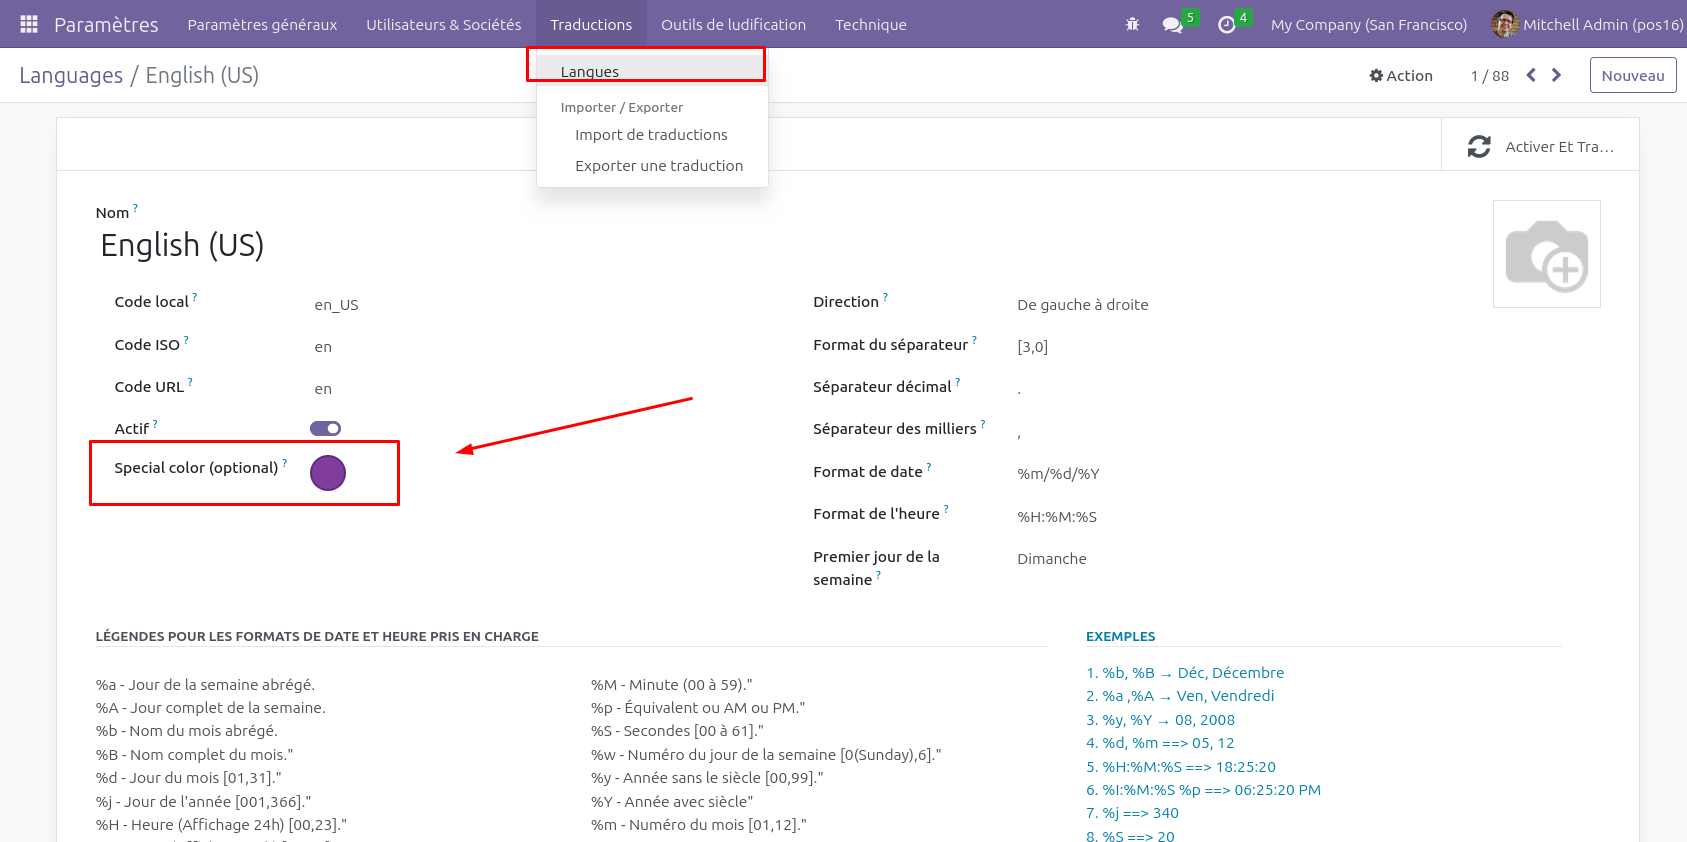 Paramètres Paramètres généraux Utilisateurs & Sociétés Traductions Outils de ludification Technique 5 4 My Company (San Francisco) Mitchell Admin (pos16)
Languages / English (US)
Langues
Importer / Exporter
Import de traductions
Exporter une traduction
Action 1 / 88 Nouveau
Activer Et Tra...
Nom ?
English (US)
Code local ? en_US
Code ISO ? en
Code URL ? en
Actif ?
Special color (optional) ?
Direction ? De gauche à droite
Format du séparateur ? [3,0]
Séparateur décimal ? .
Séparateur des milliers ? ,
Format de date ? %m/%d/%Y
Format de l'heure ? %H:%M:%S
Premier jour de la
semaine ? Dimanche
LÉGENDES POUR LES FORMATS DE DATE ET HEURE PRIS EN CHARGE
%a - Jour de la semaine abrégé.
%A - Jour complet de la semaine.
%b - Nom du mois abrégé.
%B - Nom complet du mois."
%d - Jour du mois [01,31]."
%j - Jour de l'année [001,366]."
%H - Heure (Affichage 24h) [00,23]."
%M - Minute (00 à 59)."
%p - Équivalent ou AM ou PM."
%S - Secondes [00 à 61]."
%w - Numéro du jour de la semaine [0(Sunday),6]."
%y - Année sans le siècle [00,99]."
%Y - Année avec siècle"
%m - Numéro du mois [01,12]."
EXEMPLES
1. %b, %B → Déc, Décembre
2. %a ,%A → Ven, Vendredi
3. %y, %Y → 08, 2008
4. %d, %m ==> 05, 12
5. %H:%M:%S ==> 18:25:20
6. %I:%M:%S %p ==> 06:25:20 PM
7. %j ==> 340
8. %S ==> 20